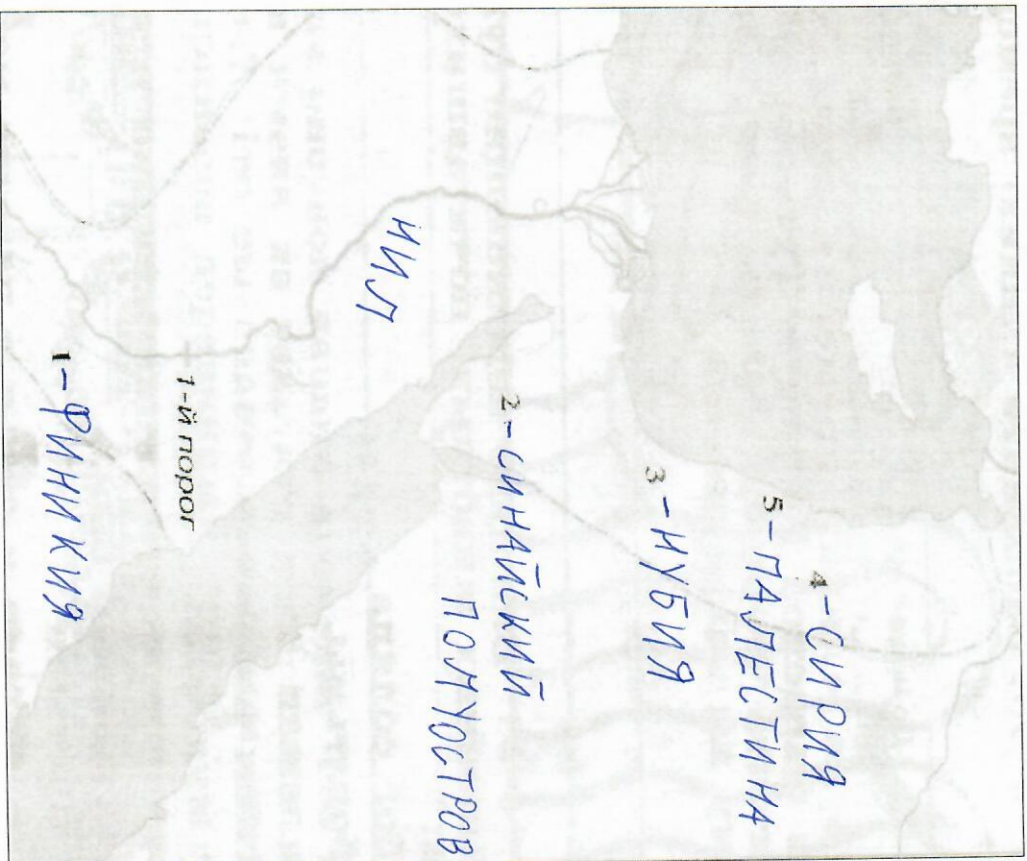 4 – СИРИЯ
5 – ПАЛЕСТИНА
3 – НУБИЯ
2 – СИНАЙСКИЙ
ПОЛУОСТРОВ
НИЛ
1-й порог
1 – ФИНИКИЯ